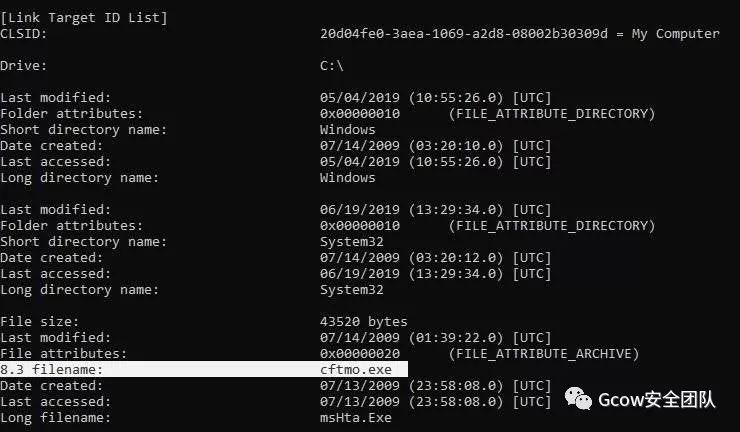 [Link Target ID List]
CLSID: 20d04fe0-3aea-1069-a2d8-08002b30309d = My Computer
Drive: C:\
Last modified: 05/04/2019 (10:55:26.0) [UTC]
Folder attributes: 0x00000010 (FILE_ATTRIBUTE_DIRECTORY)
Short directory name: Windows
Date created: 07/14/2009 (03:20:10.0) [UTC]
Last accessed: 05/04/2019 (10:55:26.0) [UTC]
Long directory name: Windows
Last modified: 06/19/2019 (13:29:34.0) [UTC]
Folder attributes: 0x00000010 (FILE_ATTRIBUTE_DIRECTORY)
Short directory name: System32
Date created: 07/14/2009 (03:20:12.0) [UTC]
Last accessed: 06/19/2019 (13:29:34.0) [UTC]
Long directory name: System32
File size: 43520 bytes
Last modified: 07/14/2009 (01:39:22.0) [UTC]
File attributes: 0x00000020 (FILE_ATTRIBUTE_ARCHIVE)
8.3 filename: cftmo.exe
Date created: 07/13/2009 (23:58:08.0) [UTC]
Last accessed: 07/13/2009 (23:58:08.0) [UTC]
Long filename: msHta.Exe
Gcow安全团队